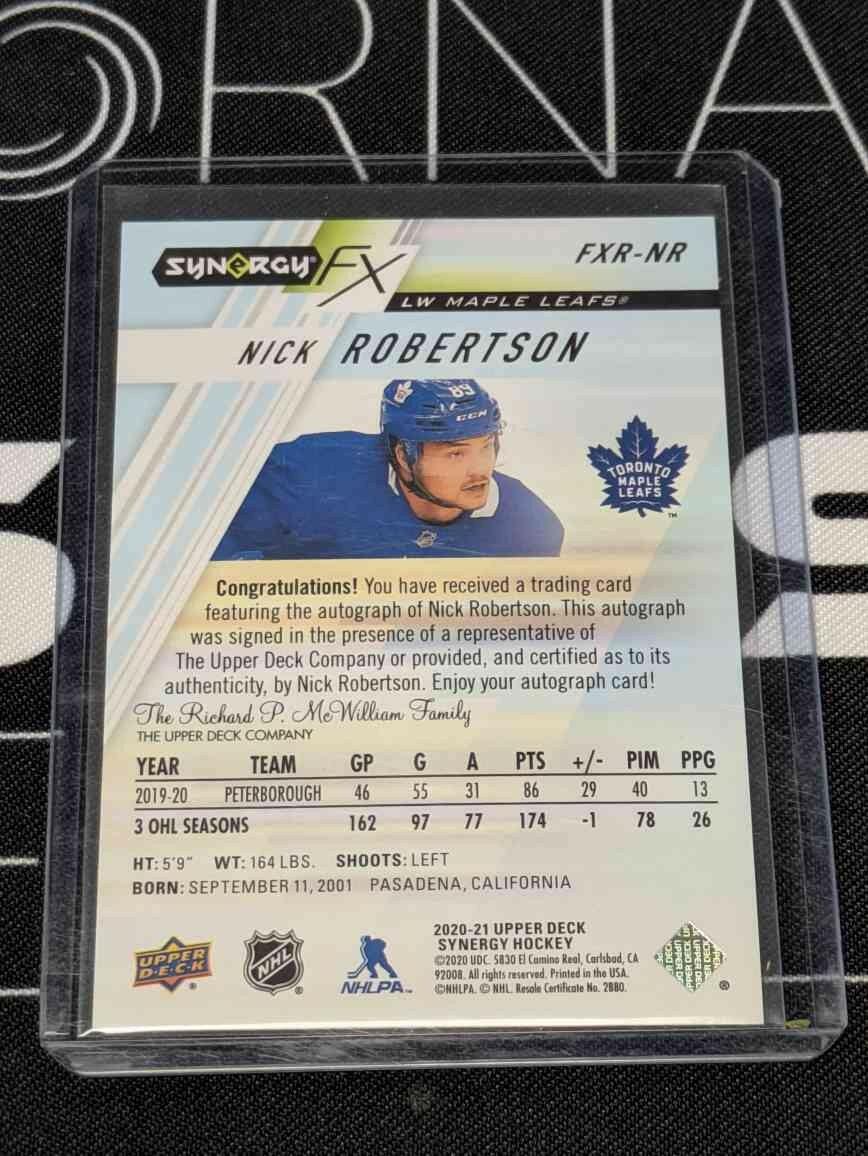 ORNA
SYNERGY FX
FXR-NR
LW MAPLE LEAFS®
NICK ROBERTSON
89
CCM
TORONTO
MAPLE
LEAFS
™
Congratulations! You have received a trading card
featuring the autograph of Nick Robertson. This autograph
was signed in the presence of a representative of
The Upper Deck Company or provided, and certified as to its
authenticity, by Nick Robertson. Enjoy your autograph card!
The Richard P. McWilliam Family
THE UPPER DECK COMPANY
YEAR TEAM GP G A PTS +/- PIM PPG
2019-20 PETERBOROUGH 46 55 31 86 29 40 13
3 OHL SEASONS 162 97 77 174 -1 78 26
HT: 5'9" WT: 164 LBS. SHOOTS: LEFT
BORN: SEPTEMBER 11, 2001 PASADENA, CALIFORNIA
UPPER
D·E·C·K
®
NHL
®
NHLPA™
2020-21 UPPER DECK
SYNERGY HOCKEY
©2020 UDC. 5830 El Camino Real, Carlsbad, CA
92008. All rights reserved. Printed in the USA.
©NHLPA. © NHL. Resale Certificate No. 2880.
®